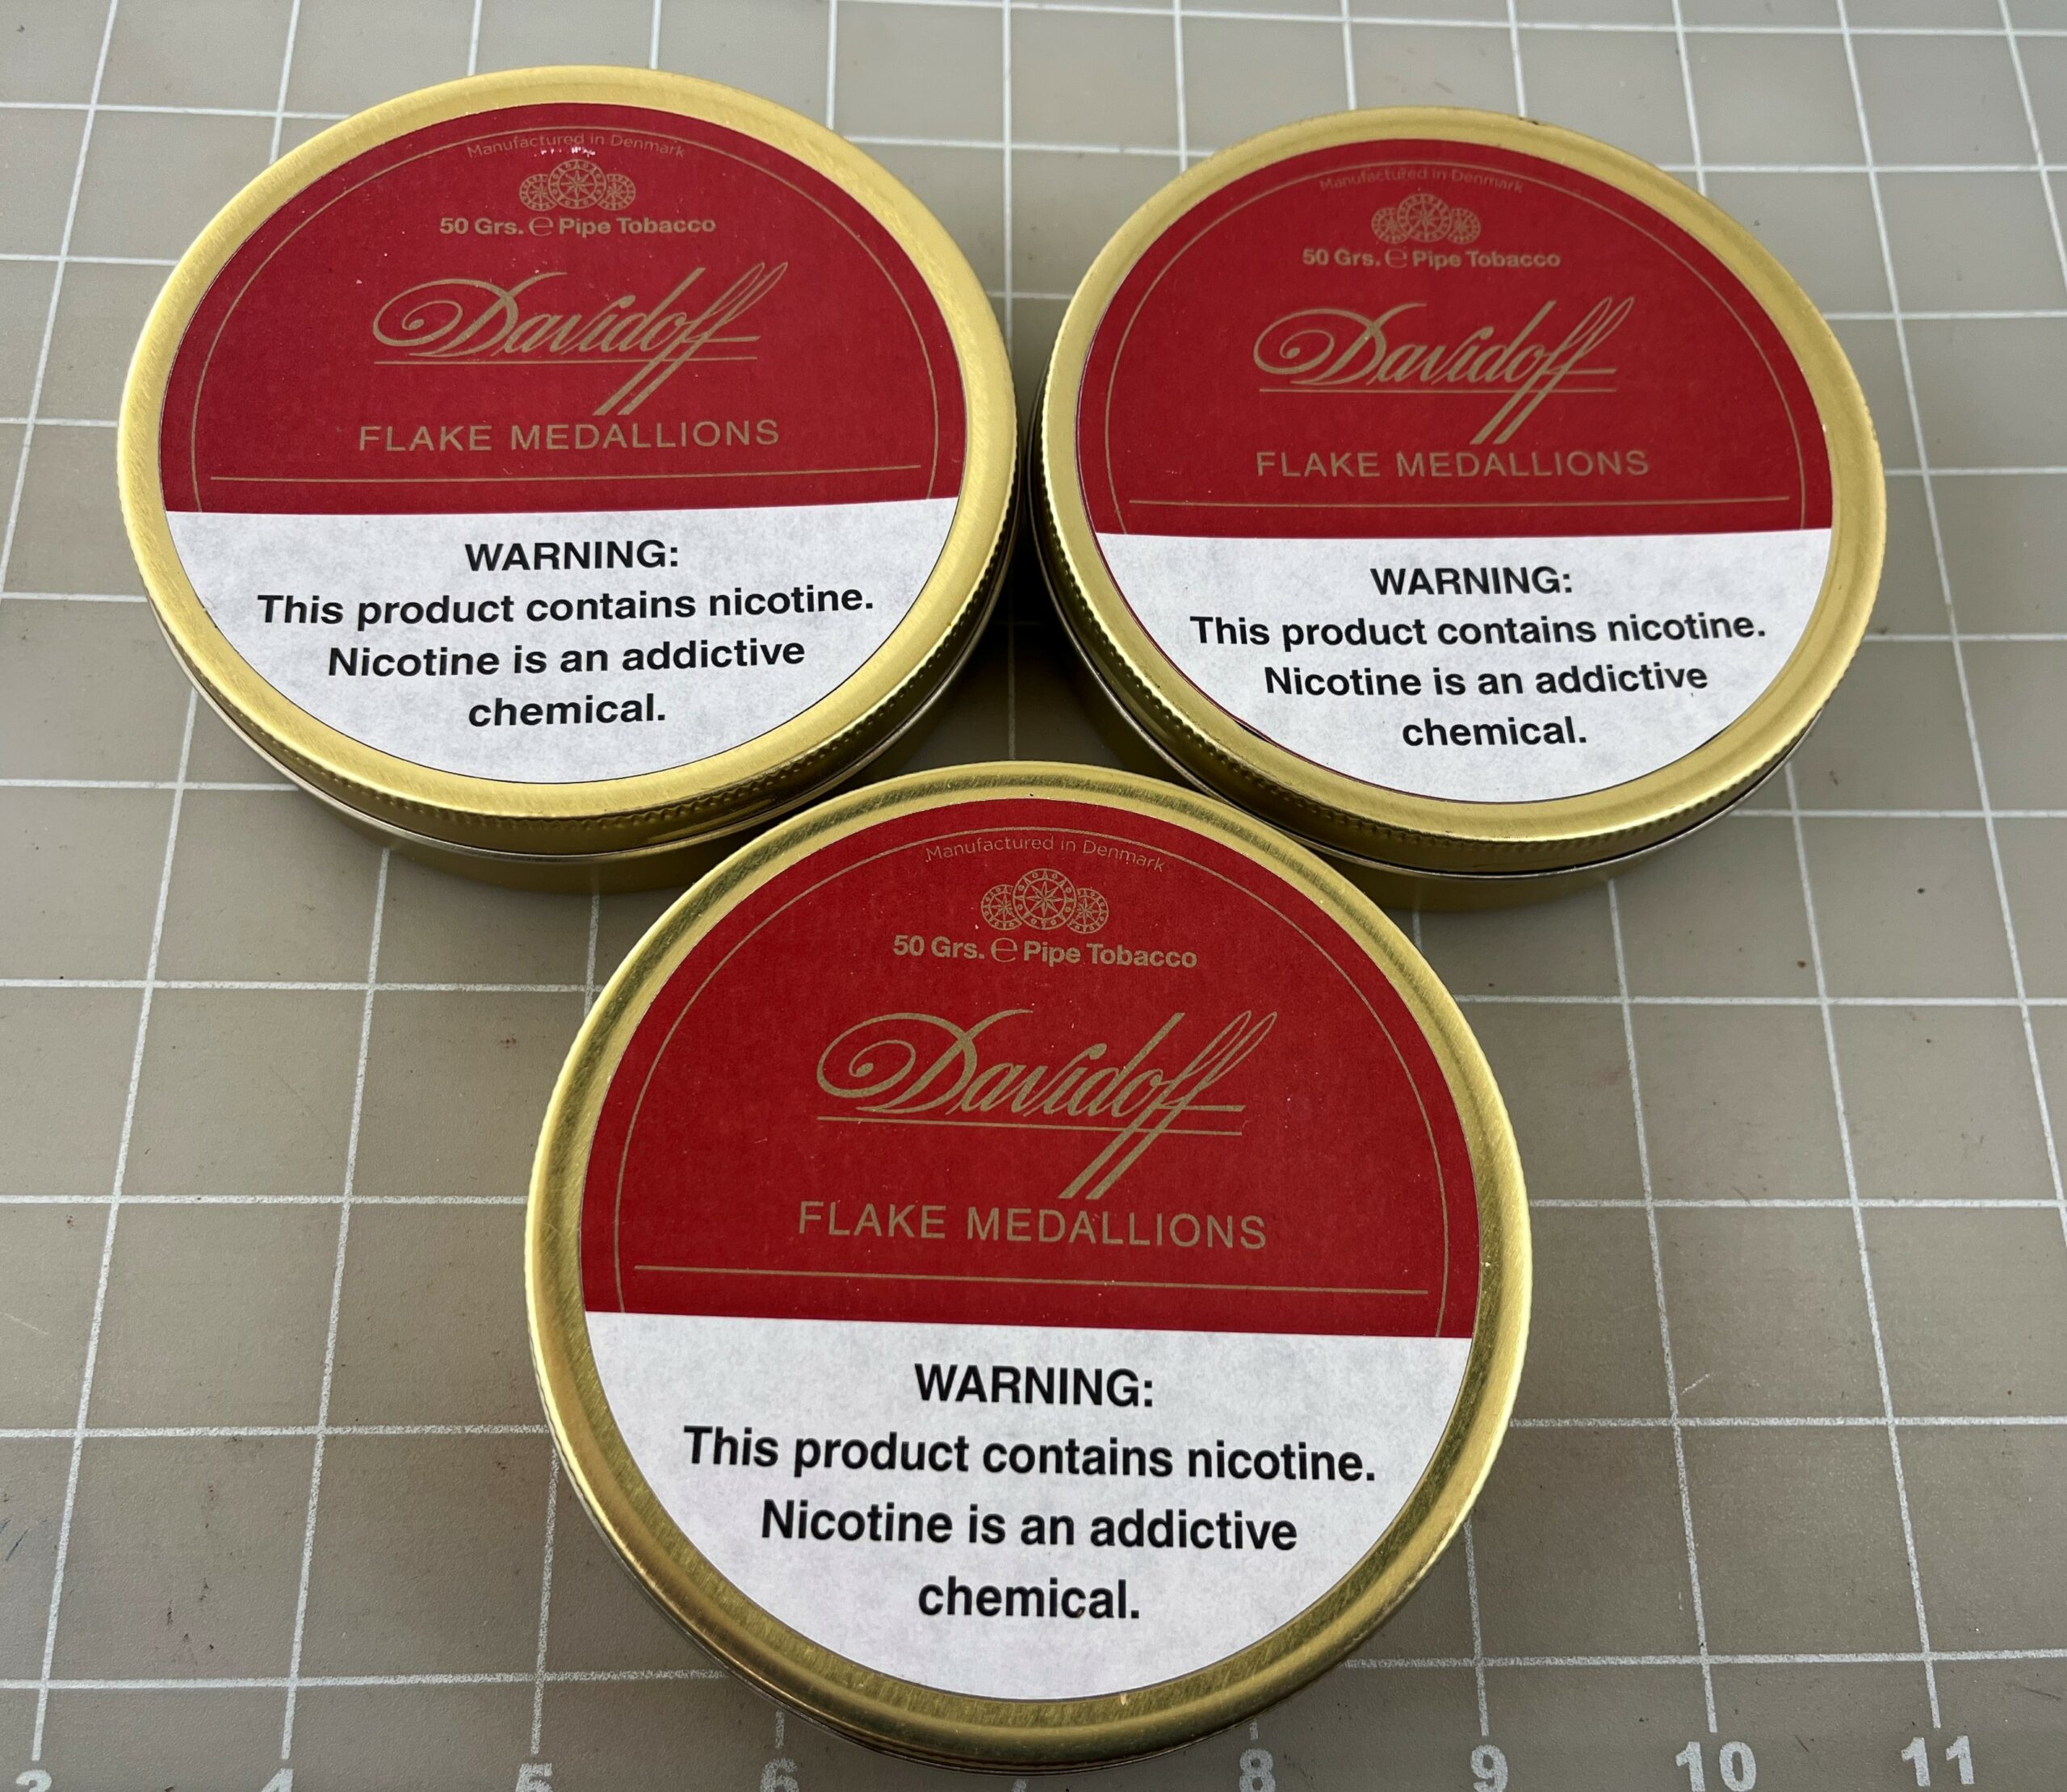 Manufactured in Denmark
50 Grs. ℮ Pipe Tobacco
Davidoff
FLAKE MEDALLIONS
WARNING:
This product contains nicotine.
Nicotine is an addictive
chemical.
Manufactured in Denmark
50 Grs. ℮ Pipe Tobacco
Davidoff
FLAKE MEDALLIONS
WARNING:
This product contains nicotine.
Nicotine is an addictive
chemical.
Manufactured in Denmark
50 Grs. ℮ Pipe Tobacco
Davidoff
FLAKE MEDALLIONS
WARNING:
This product contains nicotine.
Nicotine is an addictive
chemical.
3 4 5 6 8 9 10 11